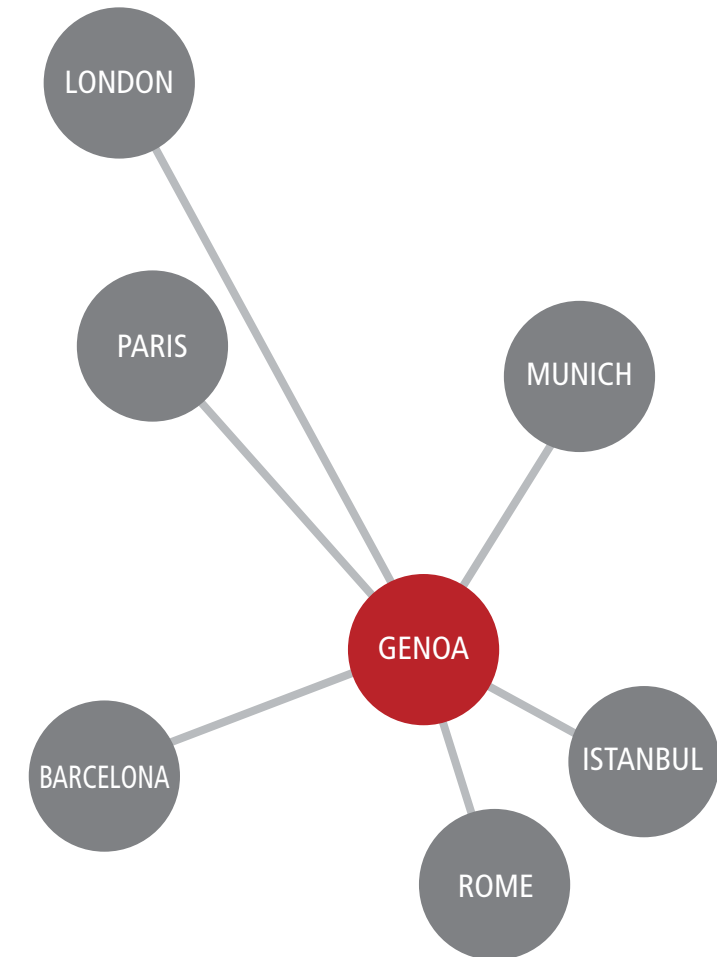 LONDON
PARIS
MUNICH
GENOA
BARCELONA
ISTANBUL
ROME